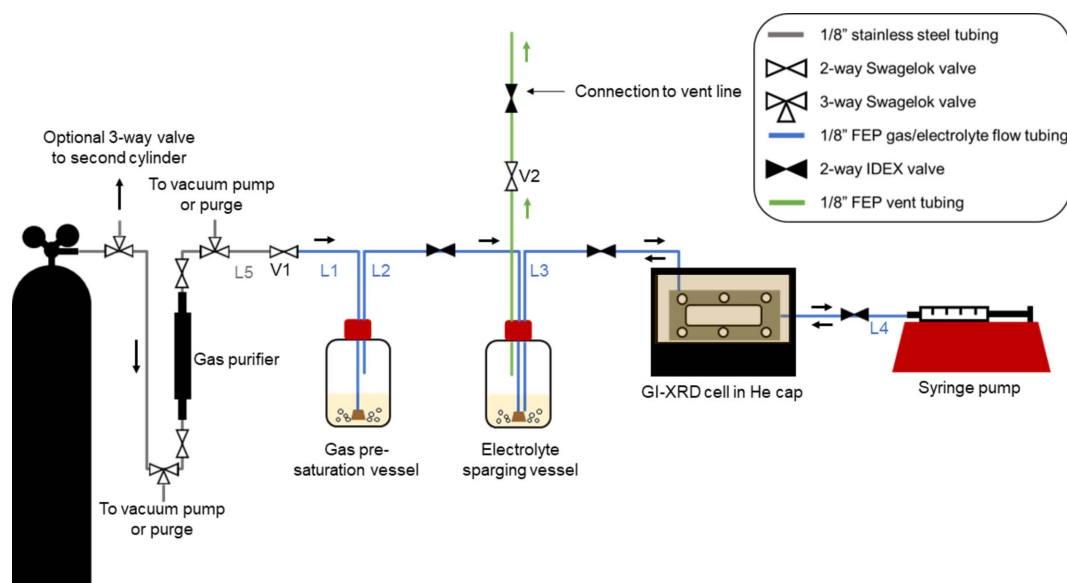 1/8” stainless steel tubing
2-way Swagelok valve
3-way Swagelok valve
1/8” FEP gas/electrolyte flow tubing
2-way IDEX valve
1/8” FEP vent tubing
Connection to vent line
Optional 3-way valve
to second cylinder
To vacuum pump
or purge
V2
L5
V1
L1
L2
L3
Gas purifier
L4
GI-XRD cell in He cap
Syringe pump
Gas pre-
saturation vessel
Electrolyte
sparging vessel
To vacuum pump
or purge